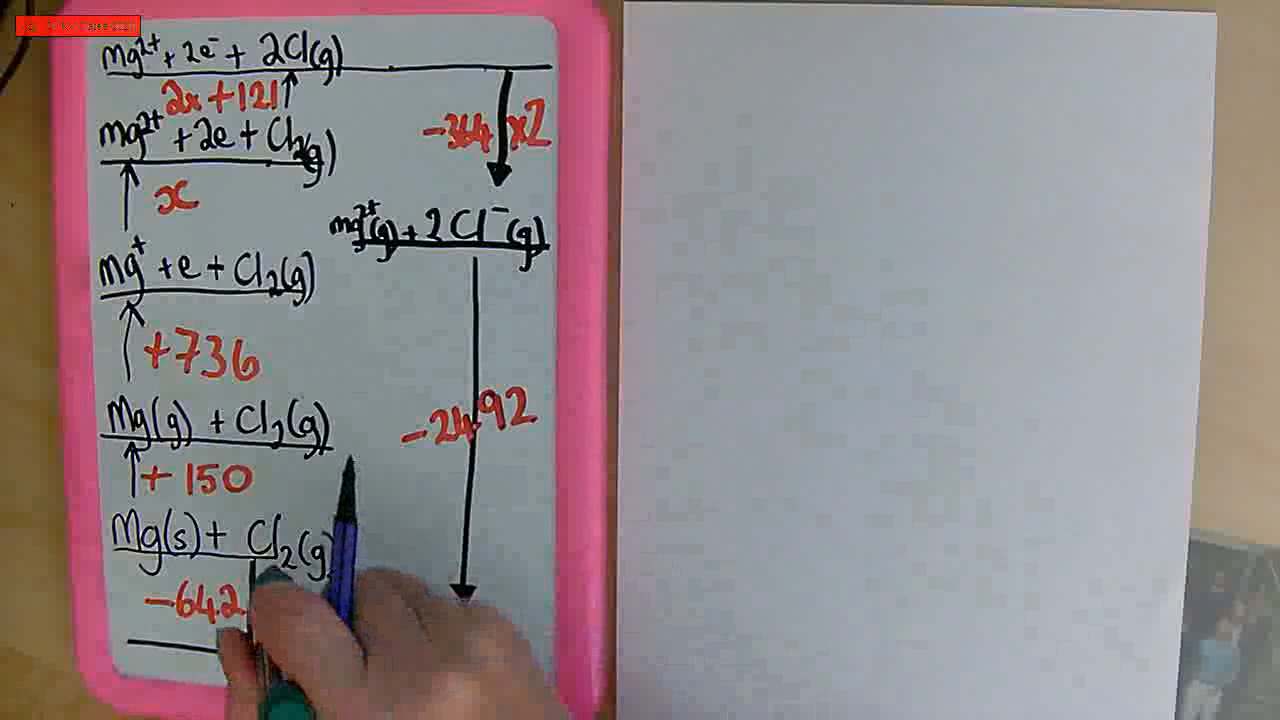 Mg²⁺ + 2e⁻ + 2Cl(g)
2x +121
Mg²⁺ + 2e + Cl₂(g)
-364 x2
x
Mg²⁺(g) + 2Cl⁻(g)
Mg⁺ + e + Cl₂(g)
+736
-2492
Mg(g) + Cl₂(g)
+ 150
Mg(s) + Cl₂(g)
-642